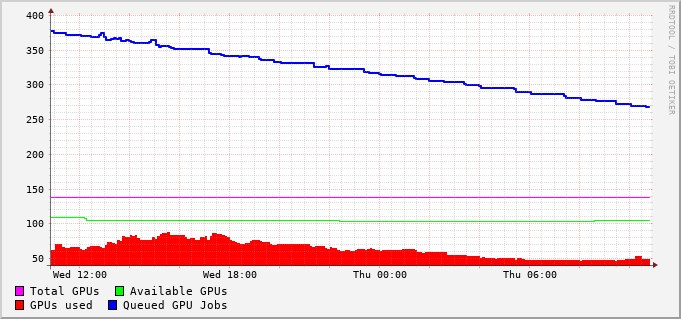 400
350
300
250
200
150
100
50
Wed 12:00 Wed 18:00 Thu 00:00 Thu 06:00
Total GPUs Available GPUs
GPUs used Queued GPU Jobs
RRDTOOL / TOBI OETIKER